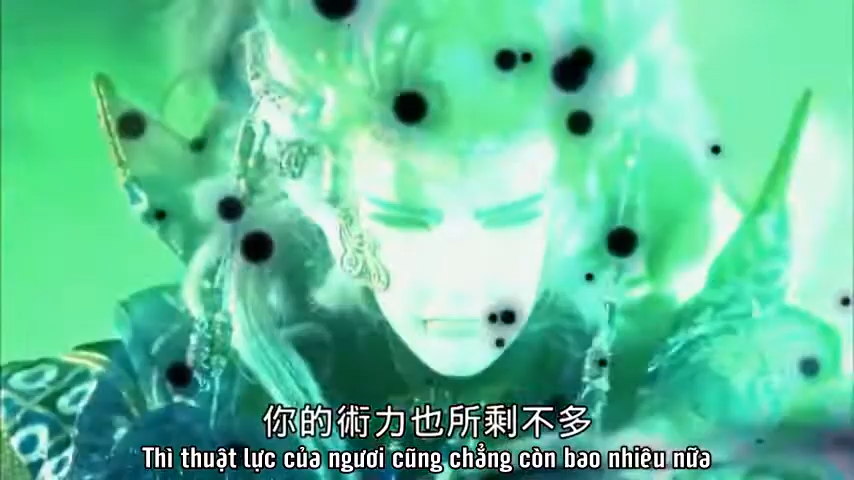 你的術力也所剩不多
Thì thuật lực của ngươi cũng chẳng còn bao nhiêu nữa